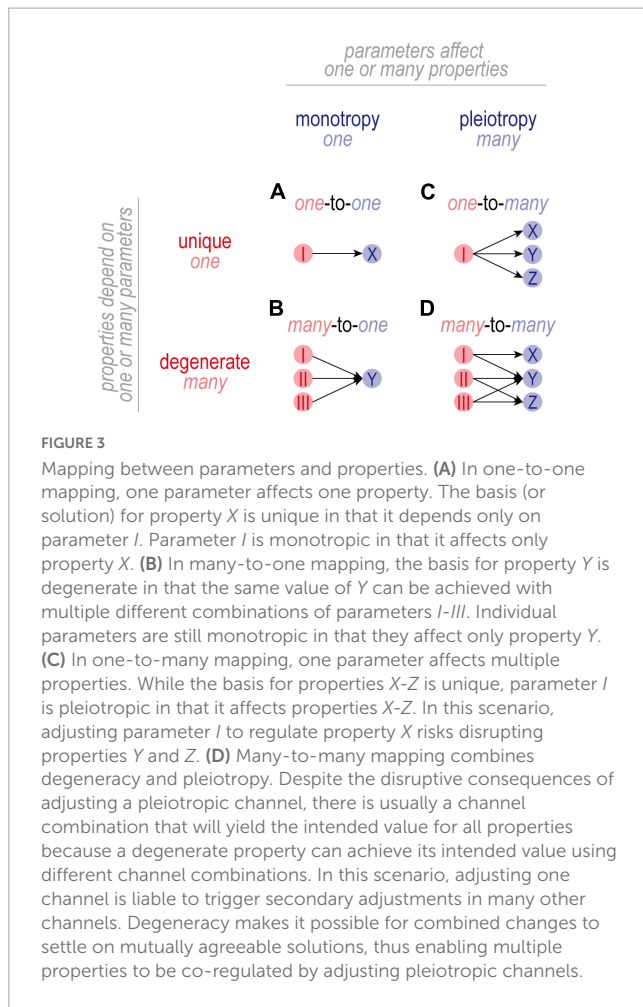 parameters affect
one or many properties
monotropy
one
pleiotropy
many
properties depend on
one or many parameters
unique
one
A
one-to-one
I
X
C
one-to-many
I
X
Y
Z
degenerate
many
B
many-to-one
I
II
III
Y
D
many-to-many
I
II
III
X
Y
Z
FIGURE 3
Mapping between parameters and properties. (A) In one-to-one
mapping, one parameter affects one property. The basis (or
solution) for property X is unique in that it depends only on
parameter I. Parameter I is monotropic in that it affects only
property X. (B) In many-to-one mapping, the basis for property Y is
degenerate in that the same value of Y can be achieved with
multiple different combinations of parameters I-III. Individual
parameters are still monotropic in that they affect only property Y.
(C) In one-to-many mapping, one parameter affects multiple
properties. While the basis for properties X-Z is unique, parameter I
is pleiotropic in that it affects properties X-Z. In this scenario,
adjusting parameter I to regulate property X risks disrupting
properties Y and Z. (D) Many-to-many mapping combines
degeneracy and pleiotropy. Despite the disruptive consequences of
adjusting a pleiotropic channel, there is usually a channel
combination that will yield the intended value for all properties
because a degenerate property can achieve its intended value using
different channel combinations. In this scenario, adjusting one
channel is liable to trigger secondary adjustments in many other
channels. Degeneracy makes it possible for combined changes to
settle on mutually agreeable solutions, thus enabling multiple
properties to be co-regulated by adjusting pleiotropic channels.